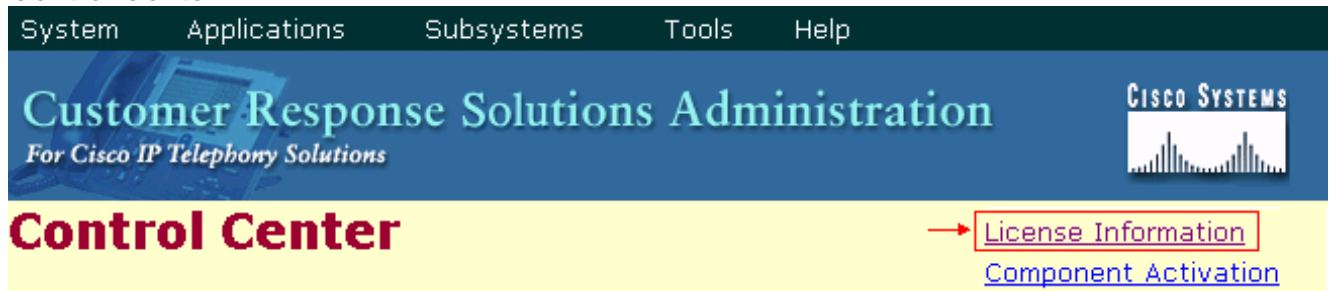 System Applications Subsystems Tools Help
Customer Response Solutions Administration
For Cisco IP Telephony Solutions
CISCO SYSTEMS
Control Center
License Information
Component Activation